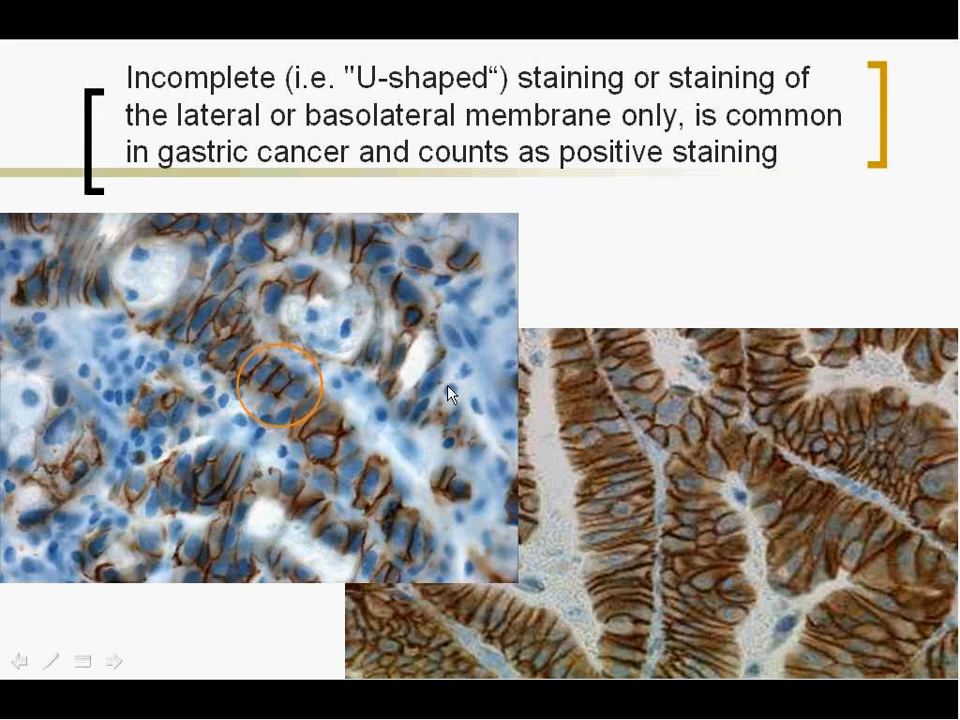 Incomplete (i.e. "U-shaped“) staining or staining of
the lateral or basolateral membrane only, is common
in gastric cancer and counts as positive staining